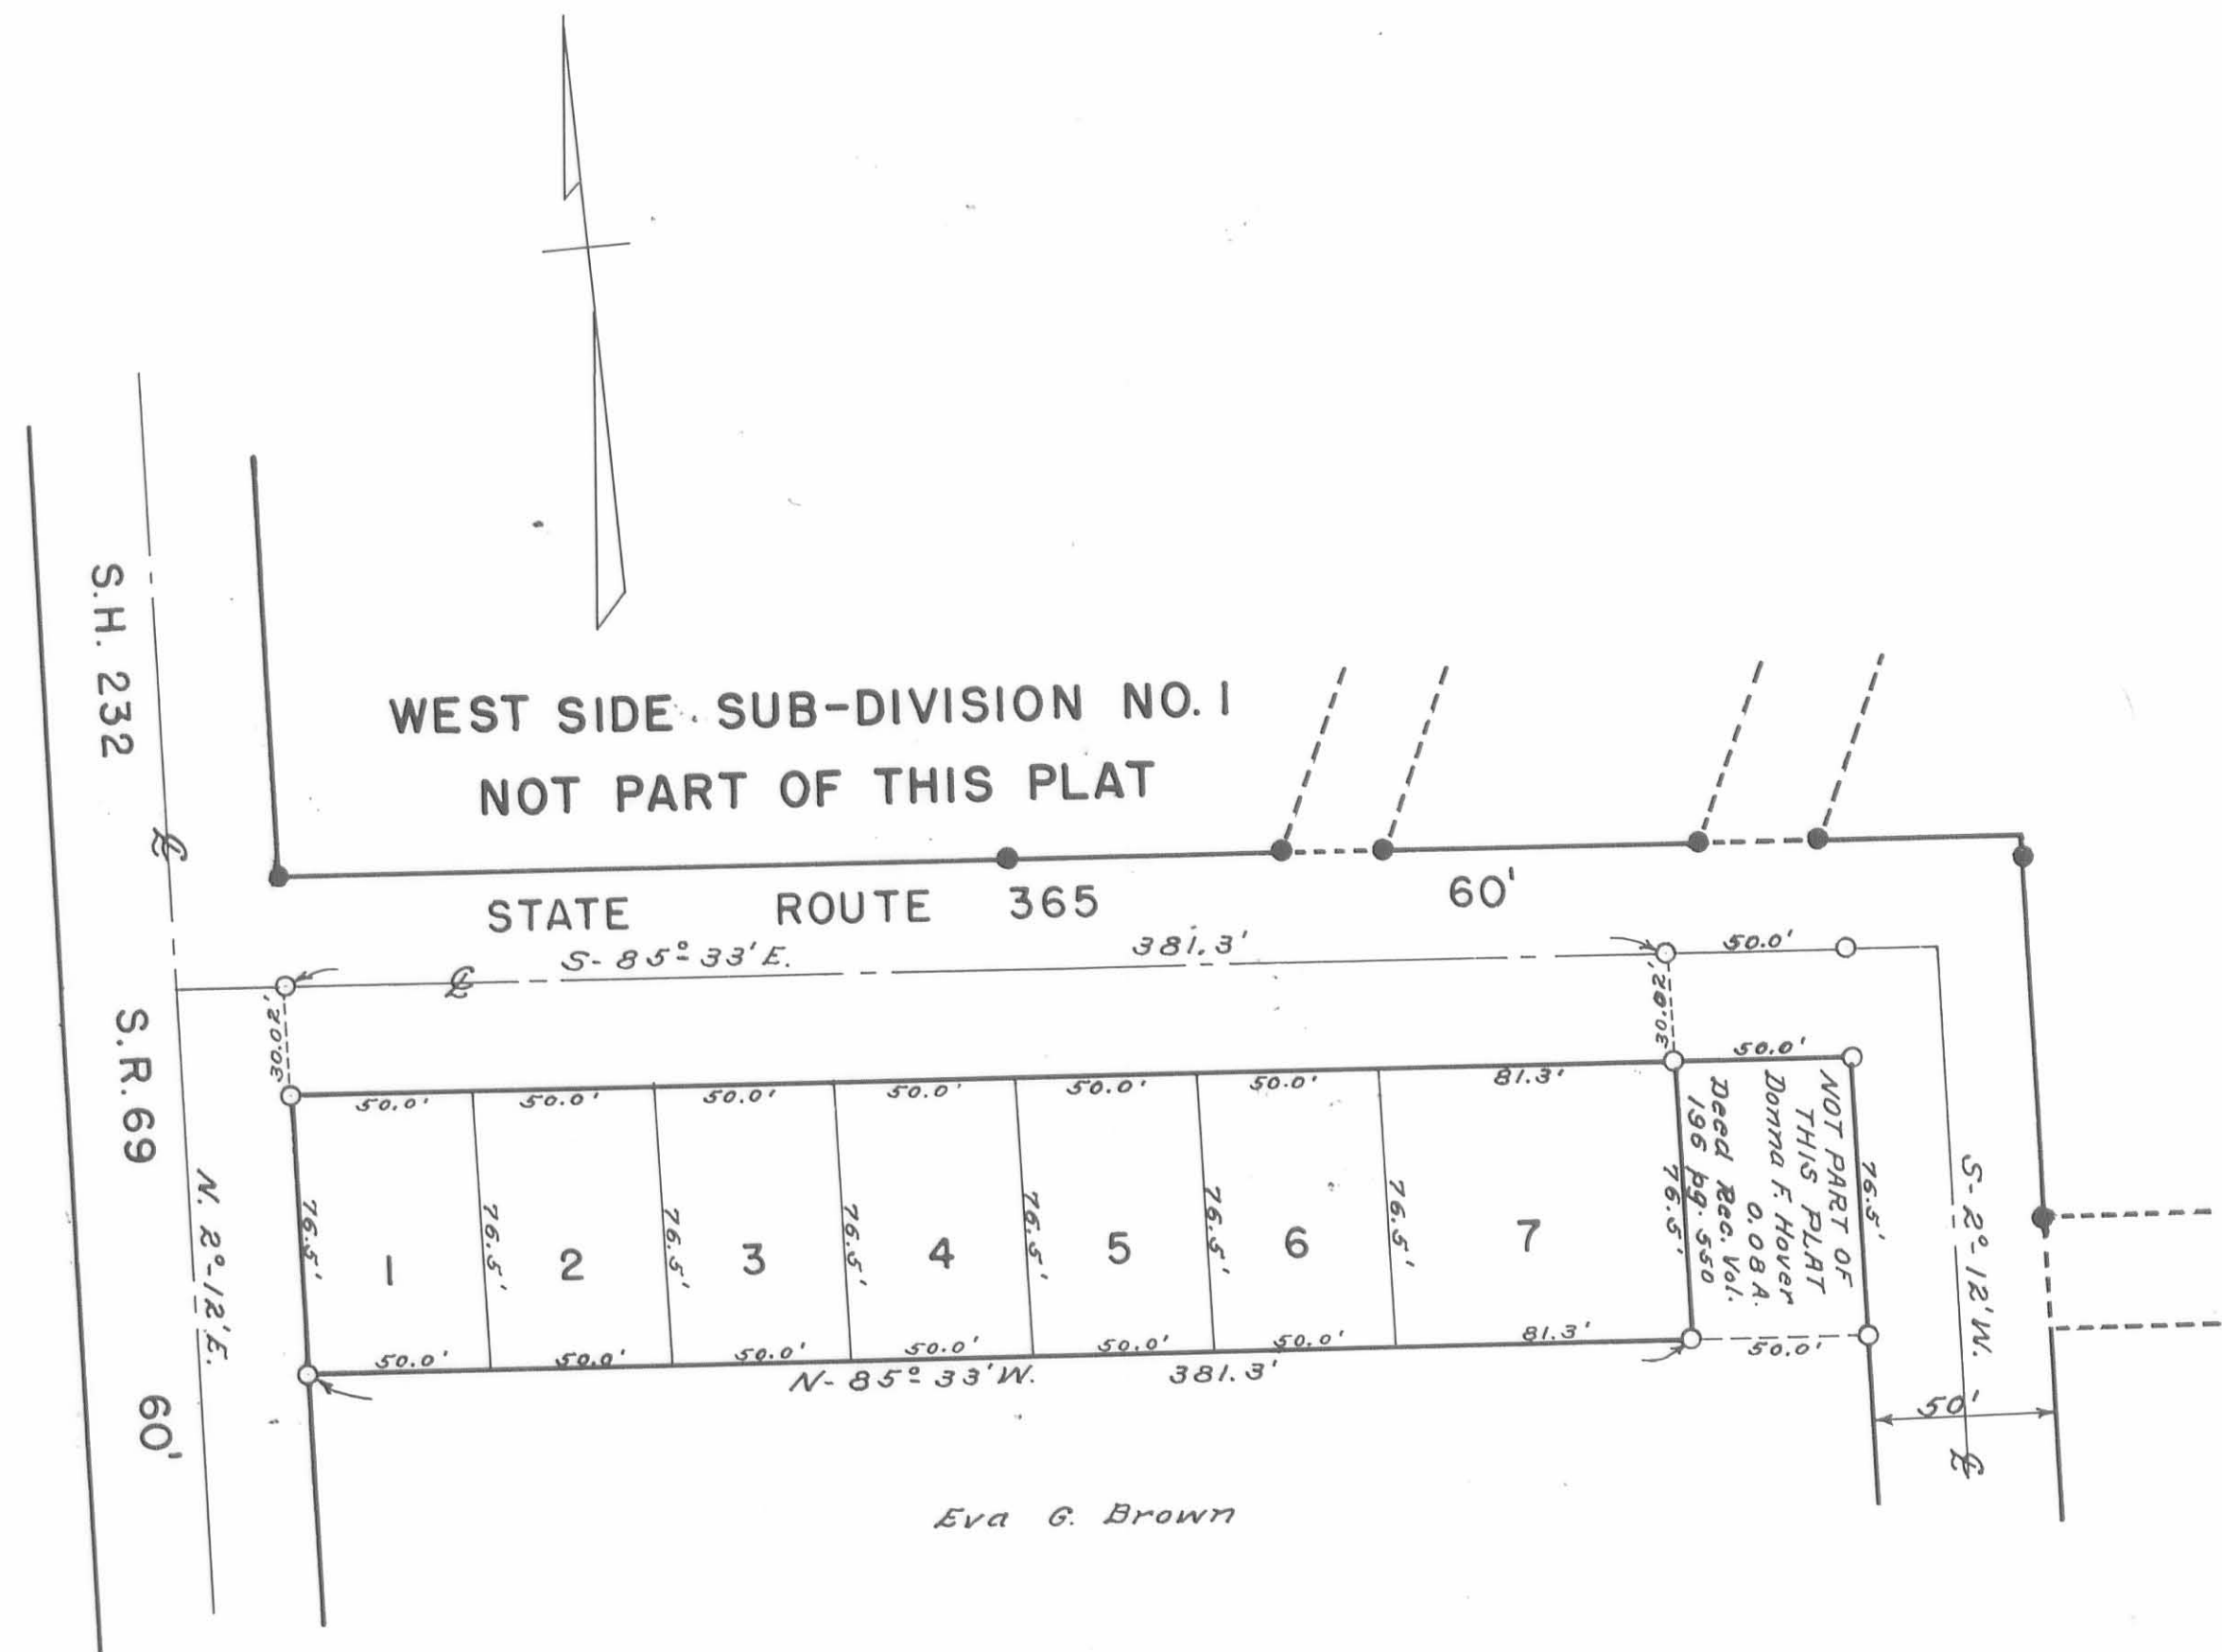 WEST SIDE SUB-DIVISION NO. 1
NOT PART OF THIS PLAT
STATE ROUTE 365 60'
S-85°33'E. 381.3' 50.0'
S.H. 232
S.R. 69
60'
N. 2°-12'E.
30.02'
30.02'
50.0' 50.0' 50.0' 50.0' 50.0' 50.0' 81.3' 50.0'
76.5' 76.5' 76.5' 76.5' 76.5' 76.5' 76.5' 76.5' 76.5'
1 2 3 4 5 6 7
NOT PART OF
THIS PLAT
Donna F. Hover
0.08 A.
Deed Rec. Vol.
196 pg. 550
S-2°-12'W.
50.0' 50.0' 50.0' 50.0 50.0' 50.0' 81.3' 50.0'
N-85°33'W. 381.3'
50'
Eva G. Brown